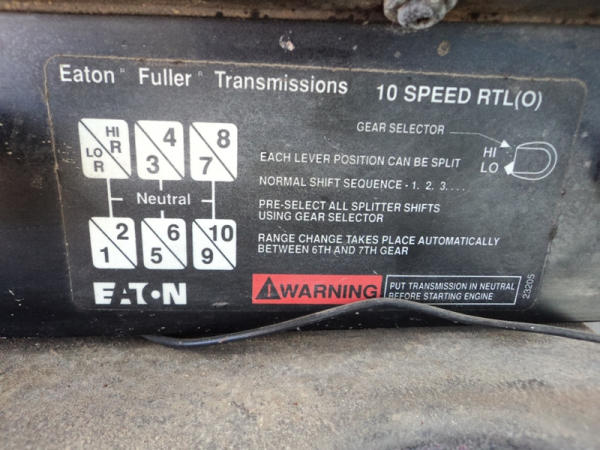 Eaton" Fuller" Transmissions 10 SPEED RTL(O)
GEAR SELECTOR
HI
LO
HI R
LO R
4
3
8
7
EACH LEVER POSITION CAN BE SPLIT
NORMAL SHIFT SEQUENCE - 1. 2. 3....
Neutral
PRE-SELECT ALL SPLITTER SHIFTS
USING GEAR SELECTOR
2
1
6
5
10
9
RANGE CHANGE TAKES PLACE AUTOMATICALLY
BETWEEN 6TH AND 7TH GEAR
EATON
WARNING
PUT TRANSMISSION IN NEUTRAL
BEFORE STARTING ENGINE
23205